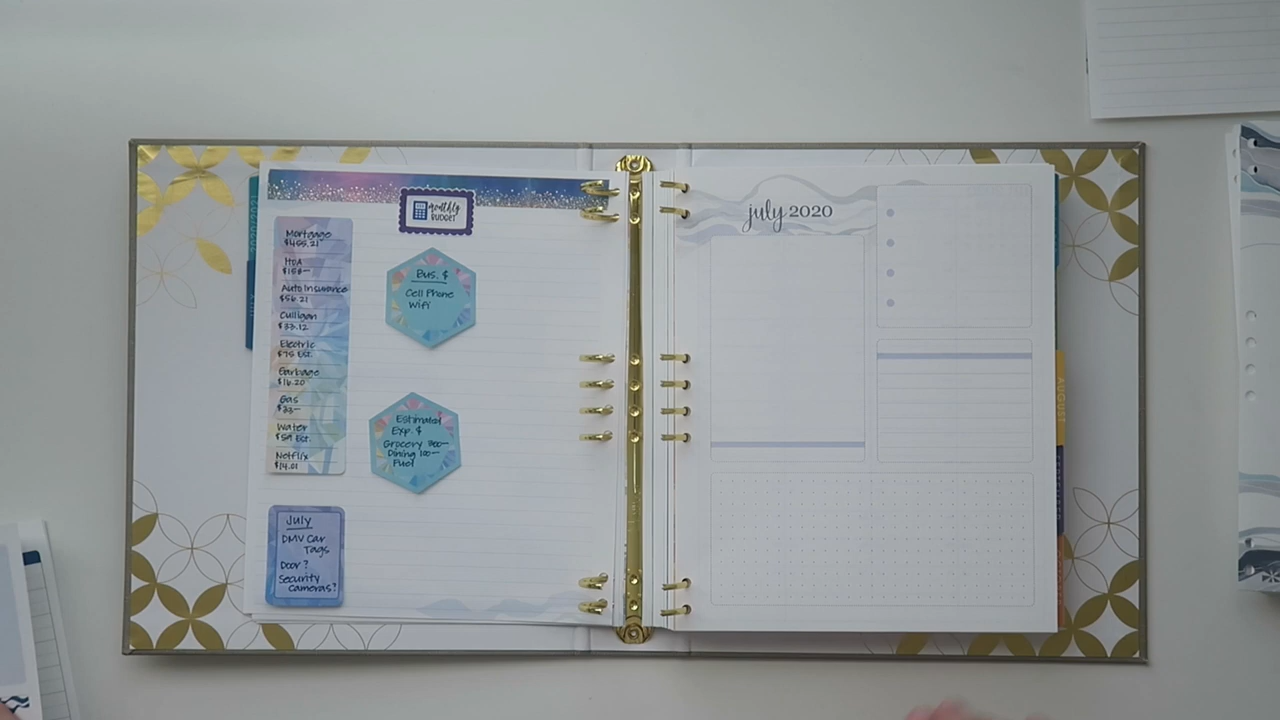 monthly
BUDGET
Mortgage
$455.21
HOA
$158—
Auto Insurance
$56.21
Culligan
$33.12
Electric
$75 Est.
Garbage
$16.20
Gas
$33—
Water
$59 Est.
Netflix
$14.01
Bus. $
Cell Phone
Wifi
Estimated
Exp. $
Grocery
Dining 100—
Fuel
July
DMV Car
Tags
Door?
Security
Cameras?
july 2020
AUGUST